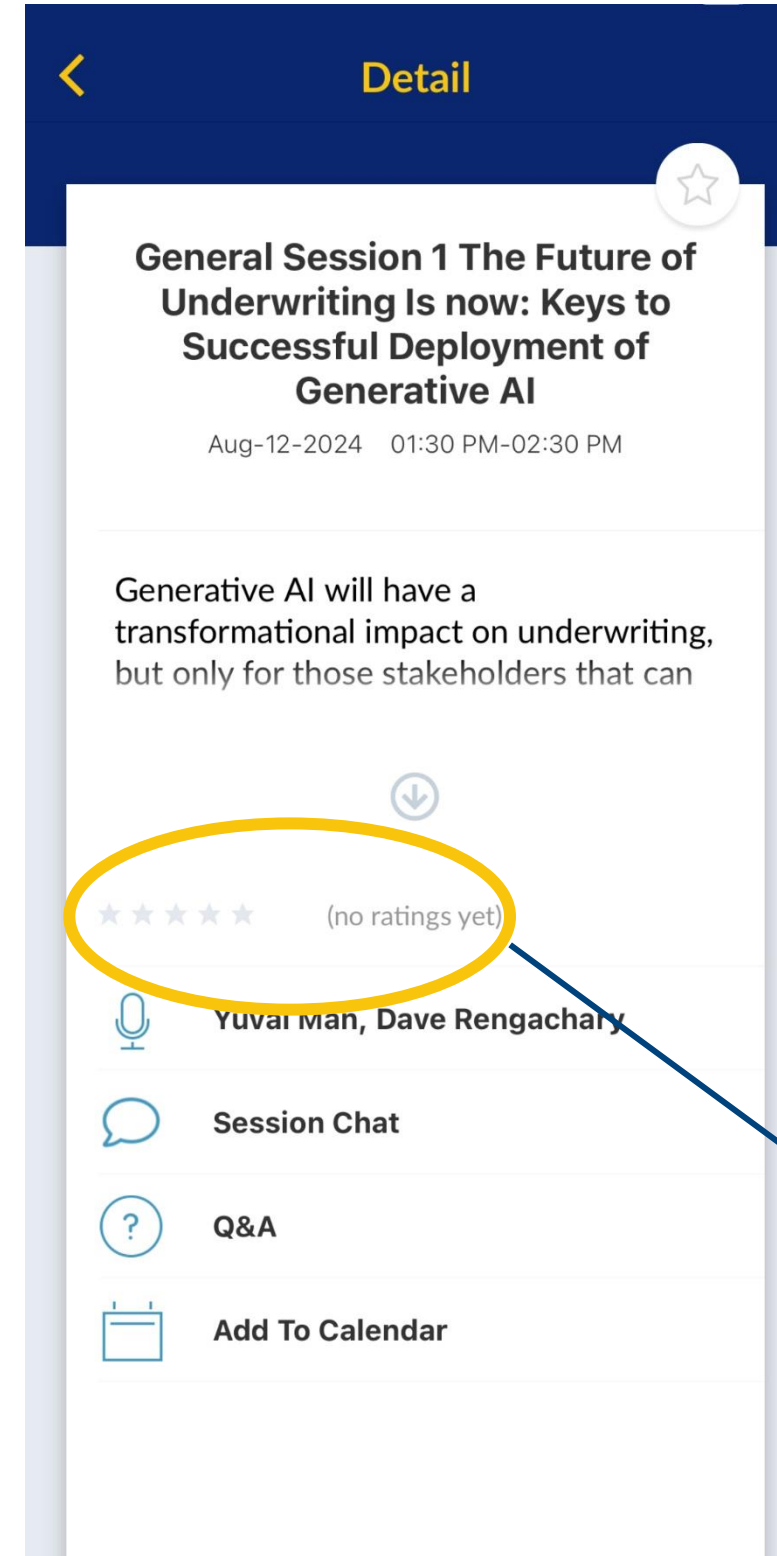 Detail
General Session 1 The Future of
Underwriting Is now: Keys to
Successful Deployment of
Generative AI
Aug-12-2024 01:30 PM-02:30 PM
Generative AI will have a
transformational impact on underwriting,
but only for those stakeholders that can
(no ratings yet)
Yuval Man, Dave Rengachary
Session Chat
?
Q&A
Add To Calendar